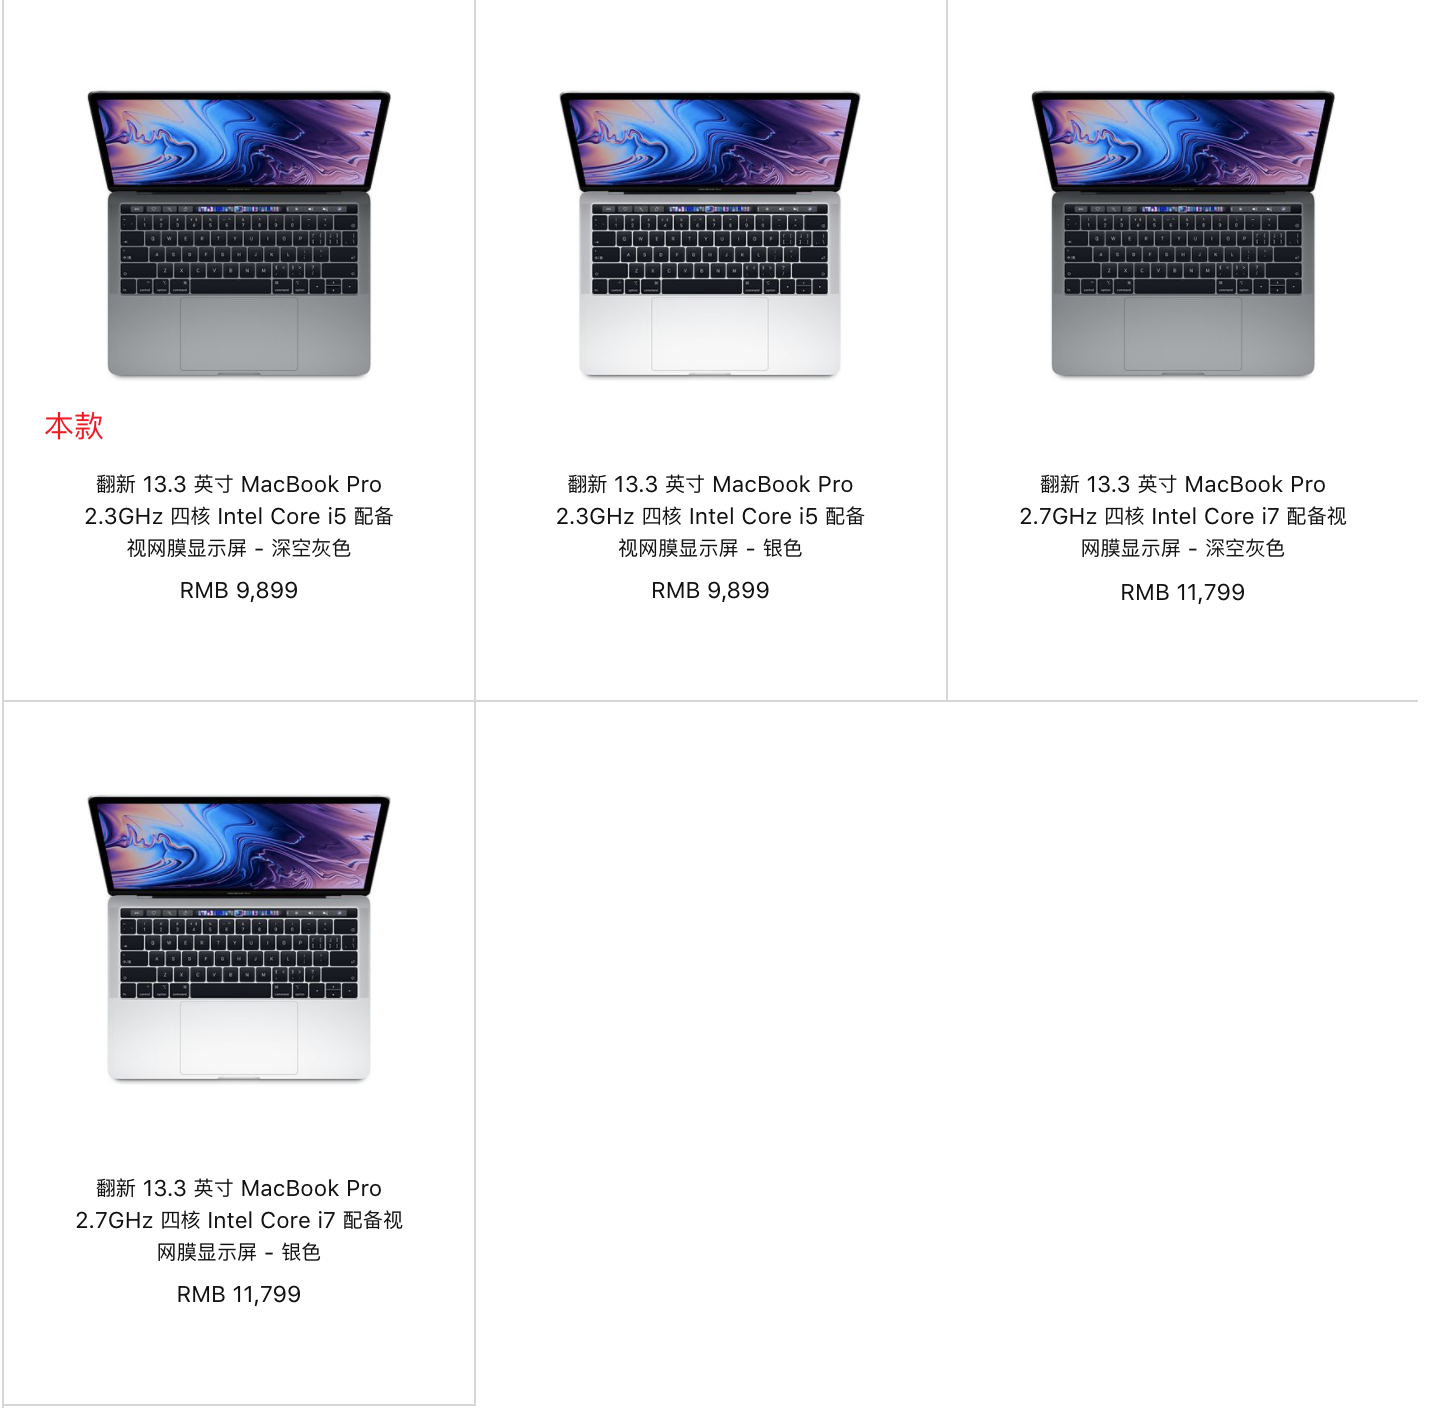 本款
翻新 13.3 英寸 MacBook Pro
2.3GHz 四核 Intel Core i5 配备
视网膜显示屏 - 深空灰色
RMB 9,899
翻新 13.3 英寸 MacBook Pro
2.3GHz 四核 Intel Core i5 配备
视网膜显示屏 - 银色
RMB 9,899
翻新 13.3 英寸 MacBook Pro
2.7GHz 四核 Intel Core i7 配备视
网膜显示屏 - 深空灰色
RMB 11,799
翻新 13.3 英寸 MacBook Pro
2.7GHz 四核 Intel Core i7 配备视
网膜显示屏 - 银色
RMB 11,799